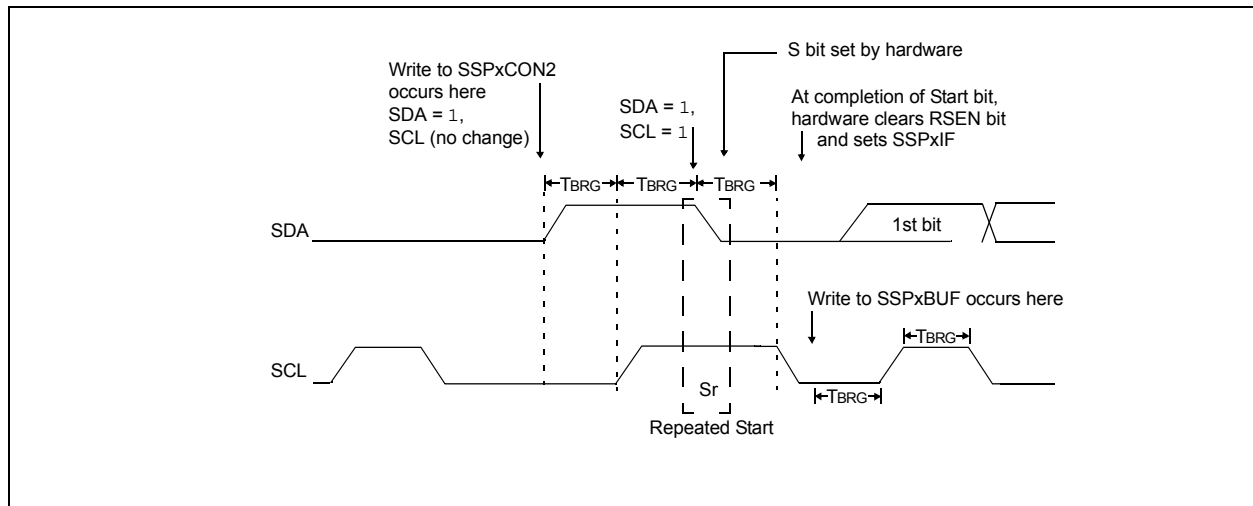 S bit set by hardware
Write to SSPxCON2
occurs here
SDA = 1,
SCL (no change)
SDA = 1,
SCL = 1
At completion of Start bit,
hardware clears RSEN bit
and sets SSPxIF
TBRG TBRG TBRG
SDA
1st bit
Write to SSPxBUF occurs here
TBRG
SCL
Sr
TBRG
Repeated Start